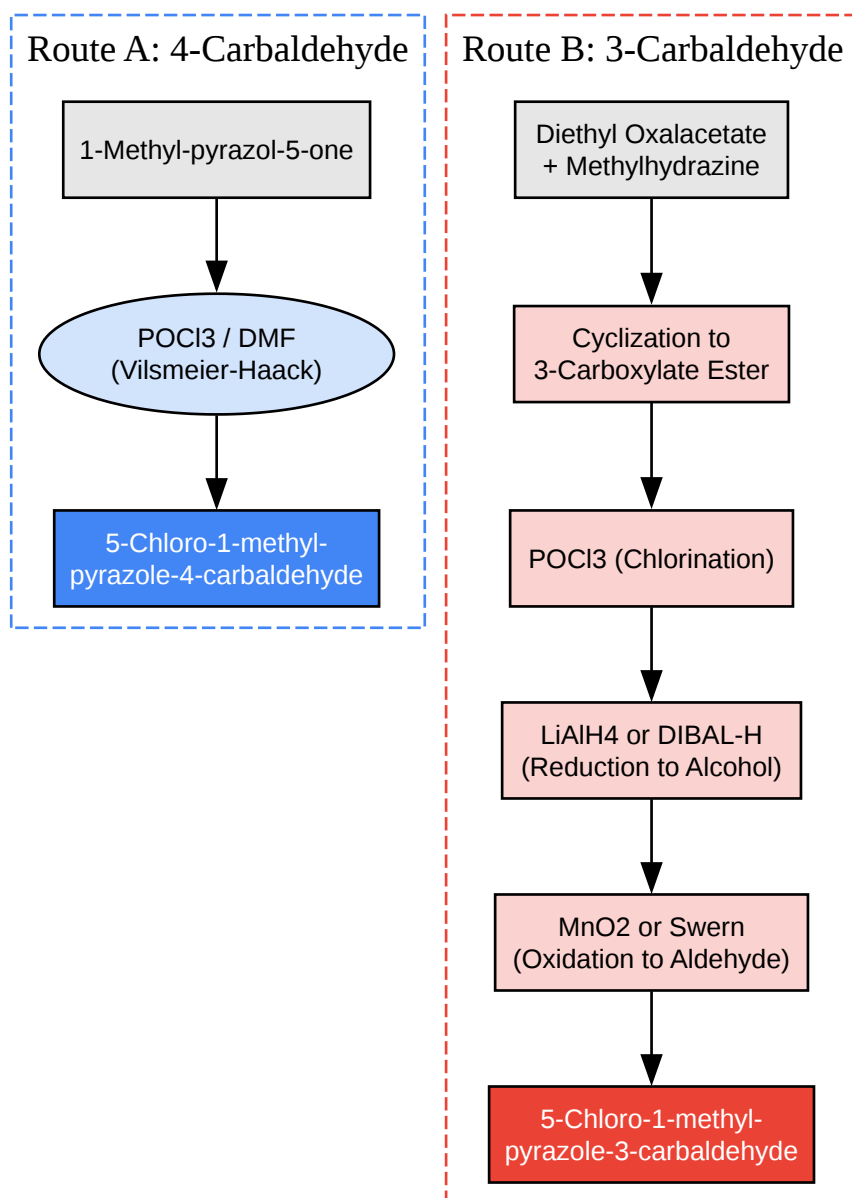 Route A: 4-Carbaldehyde
1-Methyl-pyrazol-5-one
POCl3 / DMF
(Vilsmeier-Haack)
5-Chloro-1-methyl-
pyrazole-4-carbaldehyde
Route B: 3-Carbaldehyde
Diethyl Oxalacetate
+ Methylhydrazine
Cyclization to
3-Carboxylate Ester
POCl3 (Chlorination)
LiAlH4 or DIBAL-H
(Reduction to Alcohol)
MnO2 or Swern
(Oxidation to Aldehyde)
5-Chloro-1-methyl-
pyrazole-3-carbaldehyde